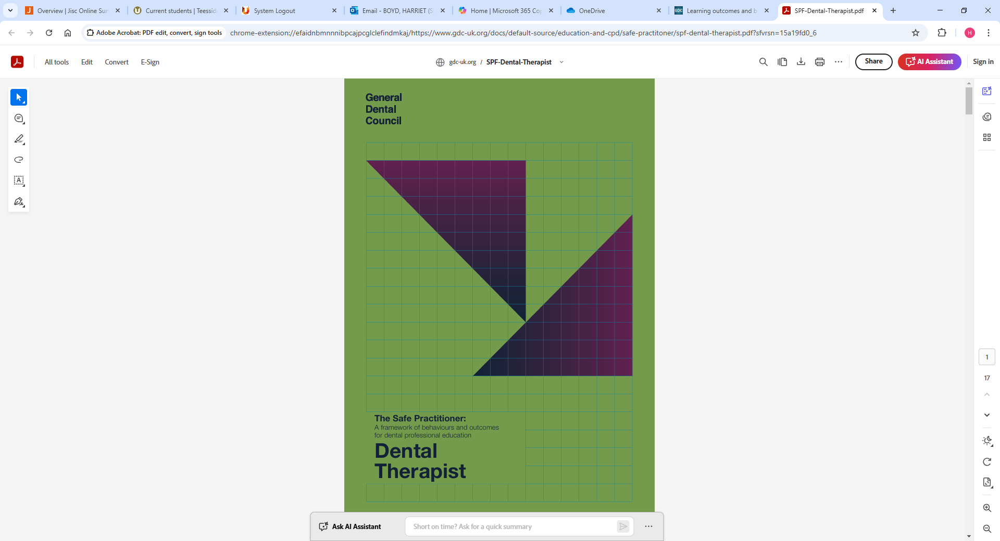 Overview | Jisc Online Sur
Current students | Teessid
System Logout
Email - BOYD, HARRIET (S
Home | Microsoft 365 Co
OneDrive
GDC
Learning outcomes and b
SPF-Dental-Therapist.pdf
Adobe Acrobat: PDF edit, convert, sign tools
chrome-extension://efaidnbmnnnibpcajpcglclefindmkaj/https://www.gdc-uk.org/docs/default-source/education-and-cpd/safe-practitoner/spf-dental-therapist.pdf?sfvrsn=15a19fd0_6
H
All tools
Edit
Convert
E-Sign
gdc-uk.org / SPF-Dental-Therapist
Share
AI Assistant
Sign in
General
Dental
Council
The Safe Practitioner:
A framework of behaviours and outcomes
for dental professional education
Dental
Therapist
1
17
Ask AI Assistant
Short on time? Ask for a quick summary